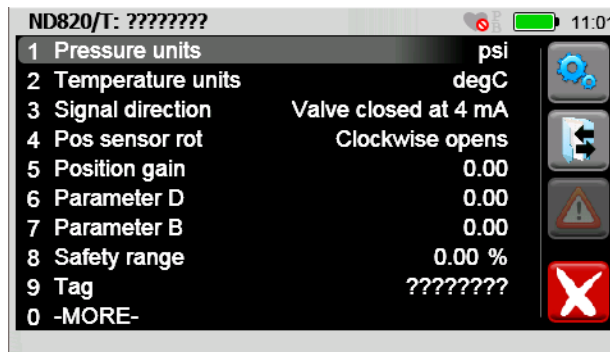 ND820/T: ???????? 11:01
1 Pressure units psi
2 Temperature units degC
3 Signal direction Valve closed at 4 mA
4 Pos sensor rot Clockwise opens
5 Position gain 0.00
6 Parameter D 0.00
7 Parameter B 0.00
8 Safety range 0.00 %
9 Tag ????????
0 -MORE-